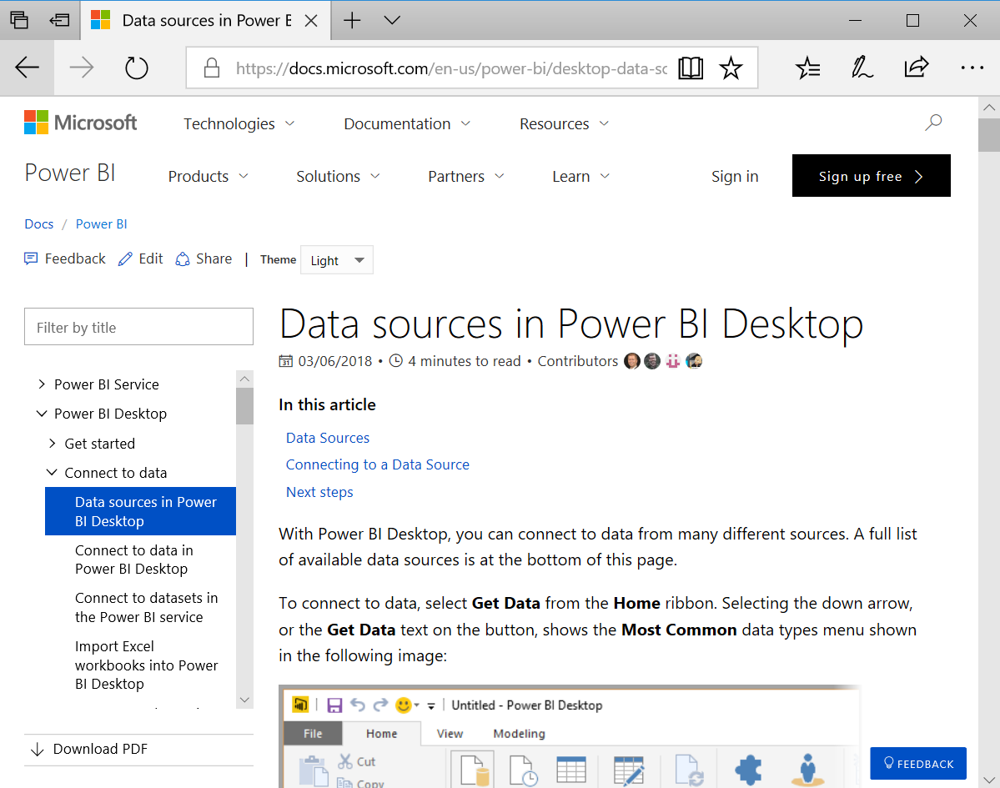 Data sources in Power B
https://docs.microsoft.com/en-us/power-bi/desktop-data-sc
Microsoft Technologies Documentation Resources
Power BI Products Solutions Partners Learn Sign in Sign up free
Docs / Power BI
Feedback Edit Share | Theme Light
Filter by title
Data sources in Power BI Desktop
03/06/2018 • 4 minutes to read • Contributors
Power BI Service
Power BI Desktop
Get started
Connect to data
Data sources in Power
BI Desktop
Connect to data in
Power BI Desktop
Connect to datasets in
the Power BI service
Import Excel
workbooks into Power
BI Desktop
Download PDF
In this article
Data Sources
Connecting to a Data Source
Next steps
With Power BI Desktop, you can connect to data from many different sources. A full list
of available data sources is at the bottom of this page.
To connect to data, select Get Data from the Home ribbon. Selecting the down arrow,
or the Get Data text on the button, shows the Most Common data types menu shown
in the following image:
Untitled - Power BI Desktop
File Home View Modeling
Cut
Copy
FEEDBACK